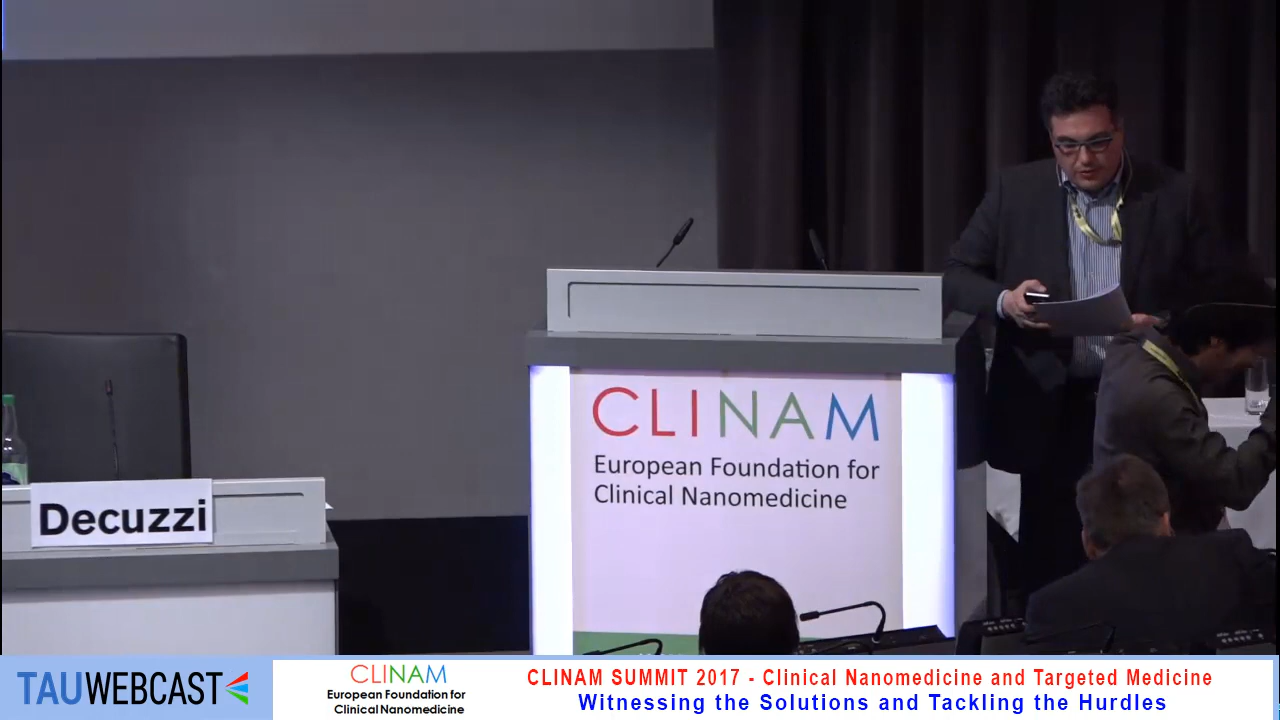 CLINAM
European Foundation for
Clinical Nanomedicine
Decuzzi
TAUWEBCAST
CLINAM
European Foundation for
Clinical Nanomedicine
CLINAM SUMMIT 2017 - Clinical Nanomedicine and Targeted Medicine
Witnessing the Solutions and Tackling the Hurdles